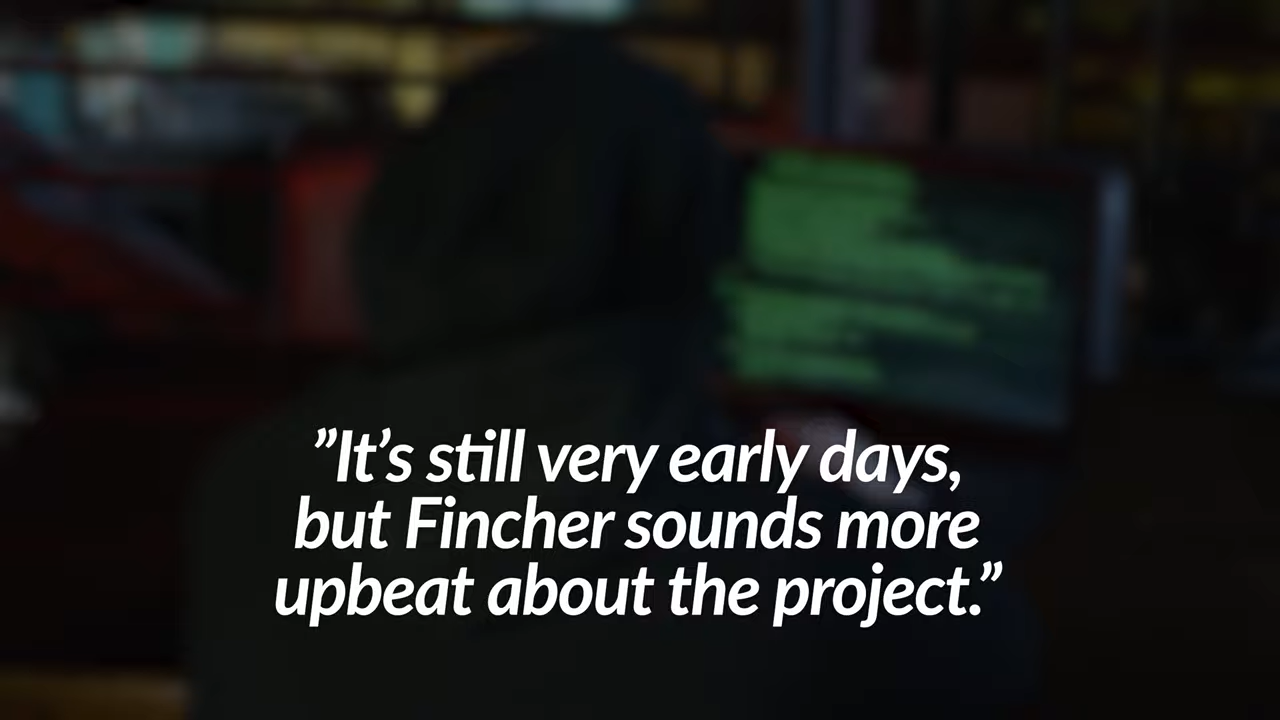 ”It’s still very early days,
but Fincher sounds more
upbeat about the project.”